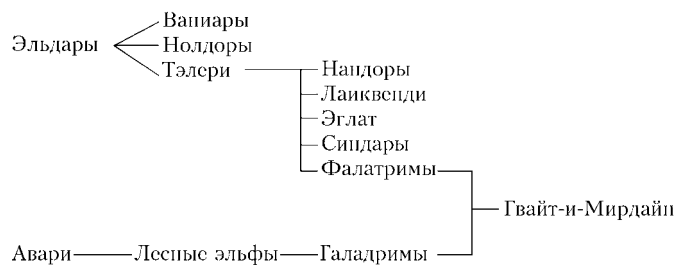 Ваниары
Эльдары
Нолдоры
Тэлери
Нандоры
Лаиквенди
Эглат
Синдары
Фалатримы
Гвайт-и-Мирдайн
Авари
Лесные эльфы
Галадримы